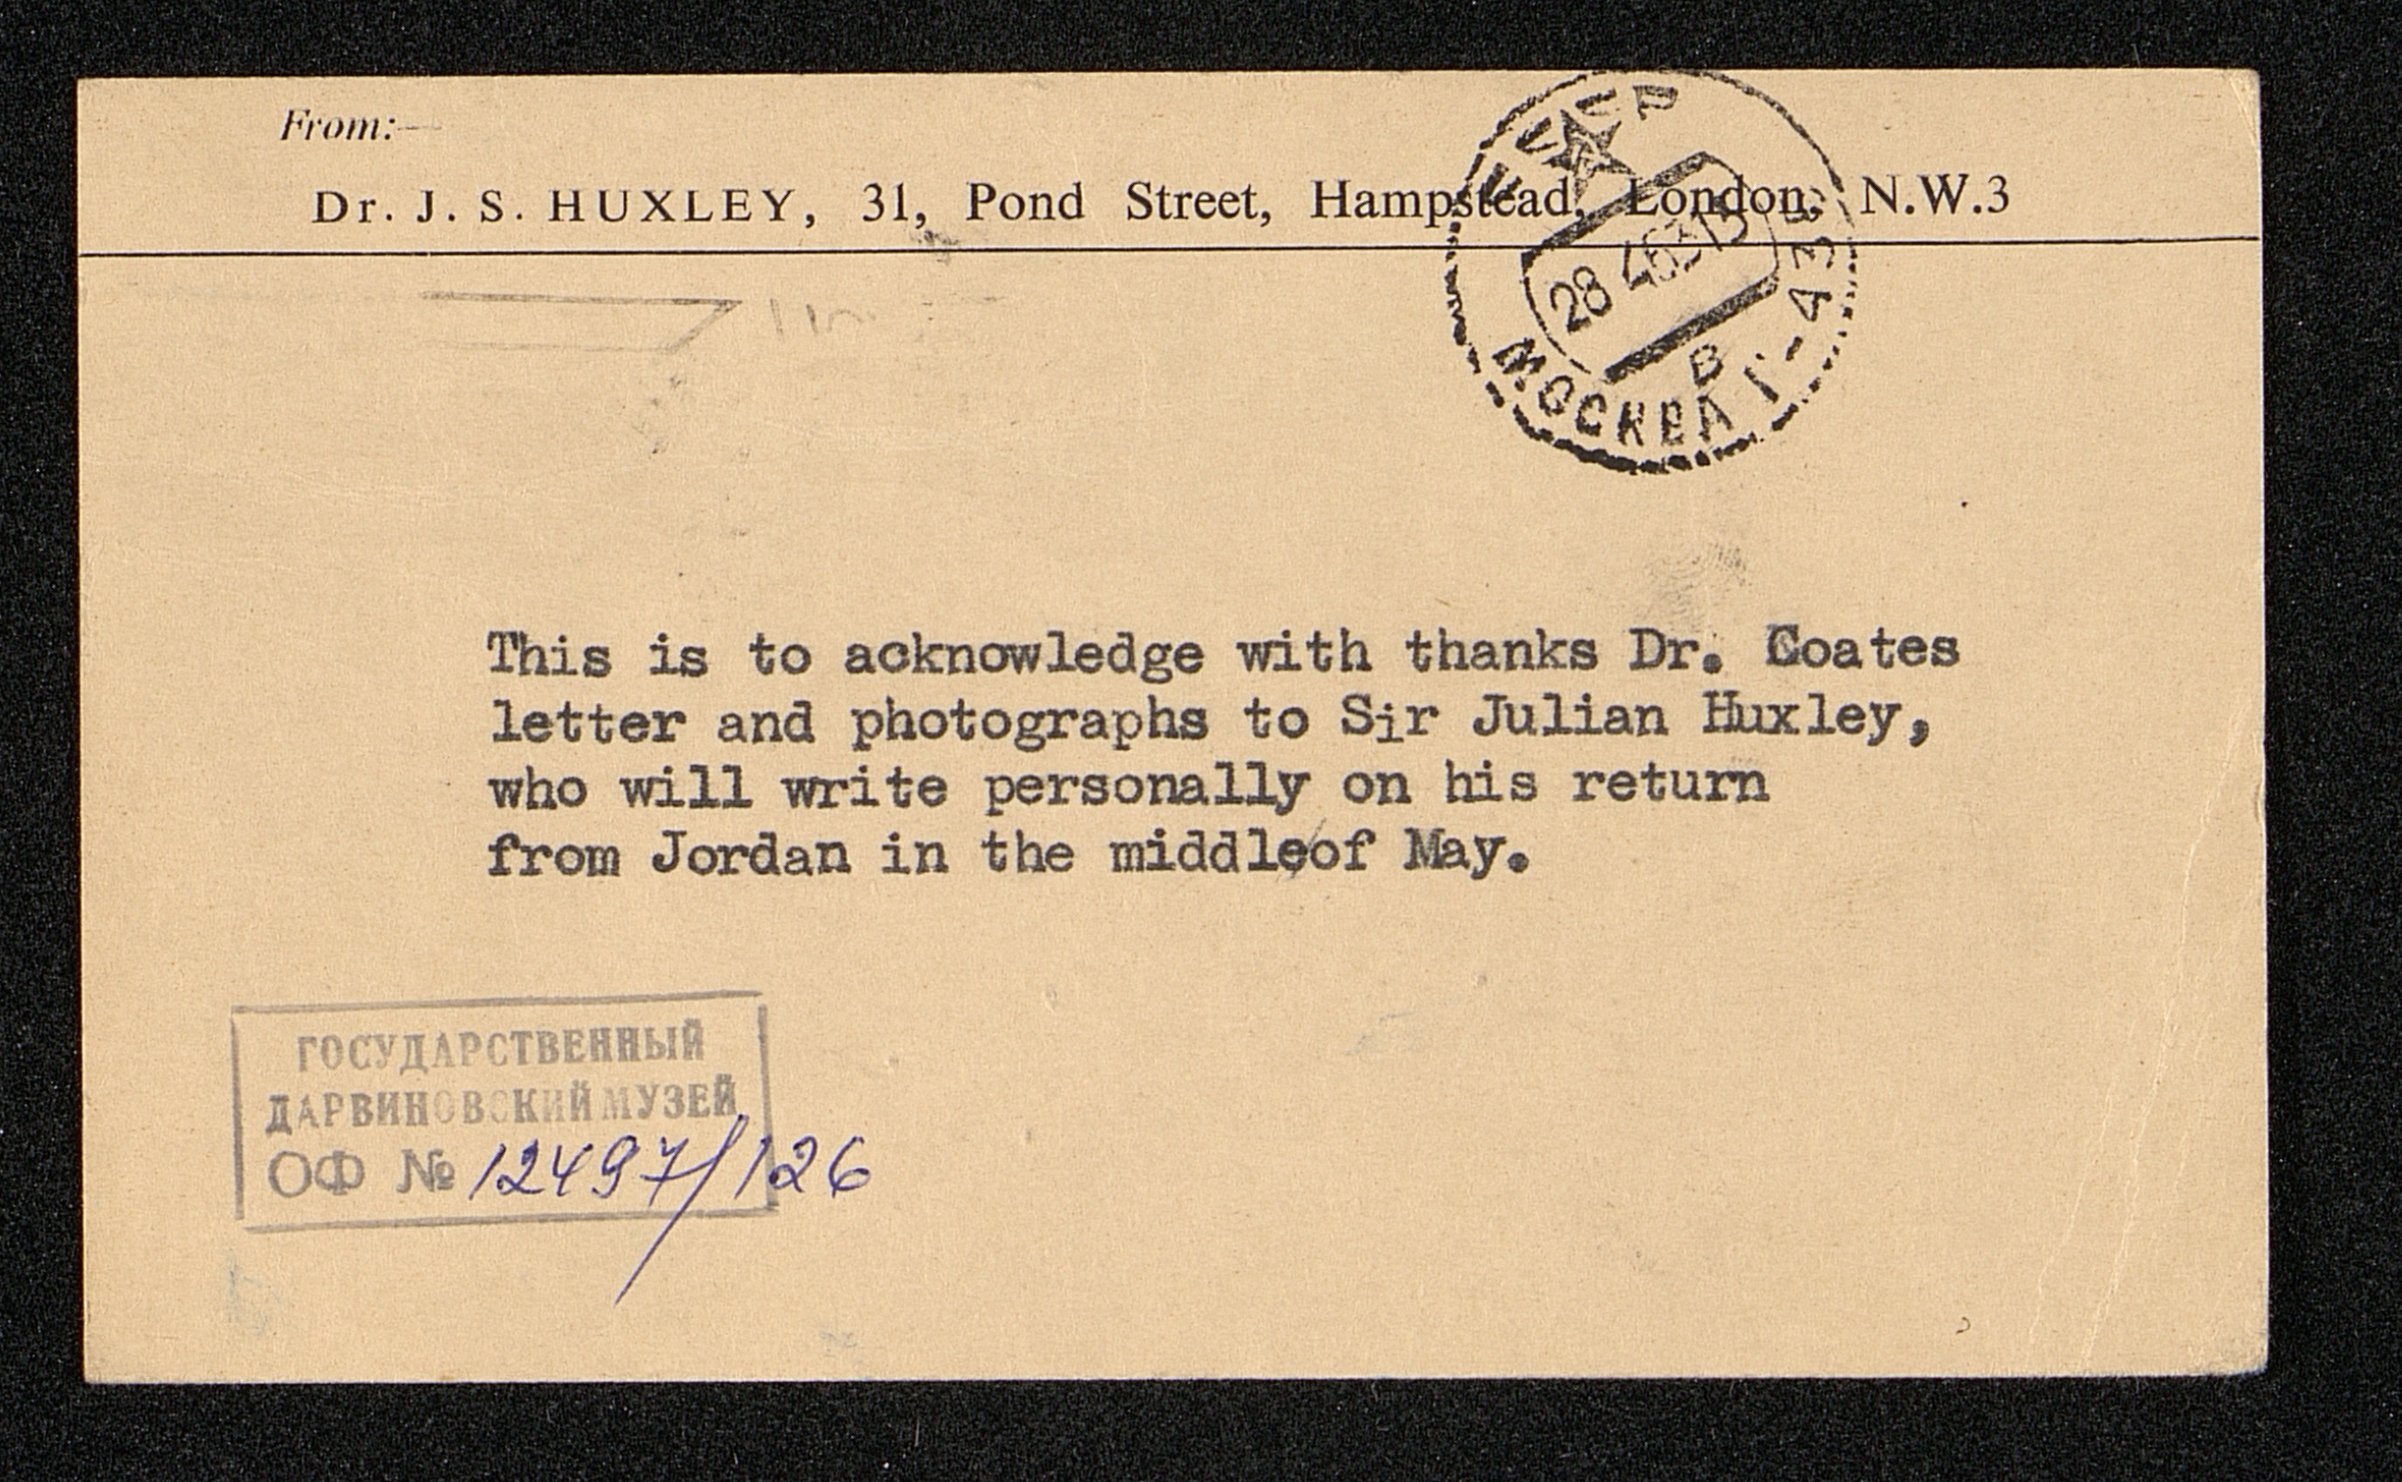 From:—
Dr. J. S. HUXLEY, 31, Pond Street, Hampstead, London, N.W.3
СССР
28 4
МОСКВА
В
This is to acknowledge with thanks Dr. Coates
letter and photographs to Sir Julian Huxley,
who will write personally on his return
from Jordan in the middle/of May.
ГОСУДАРСТВЕННЫЙ
ДАРВИНОВСКИЙ МУЗЕЙ
ОФ № 12497/126